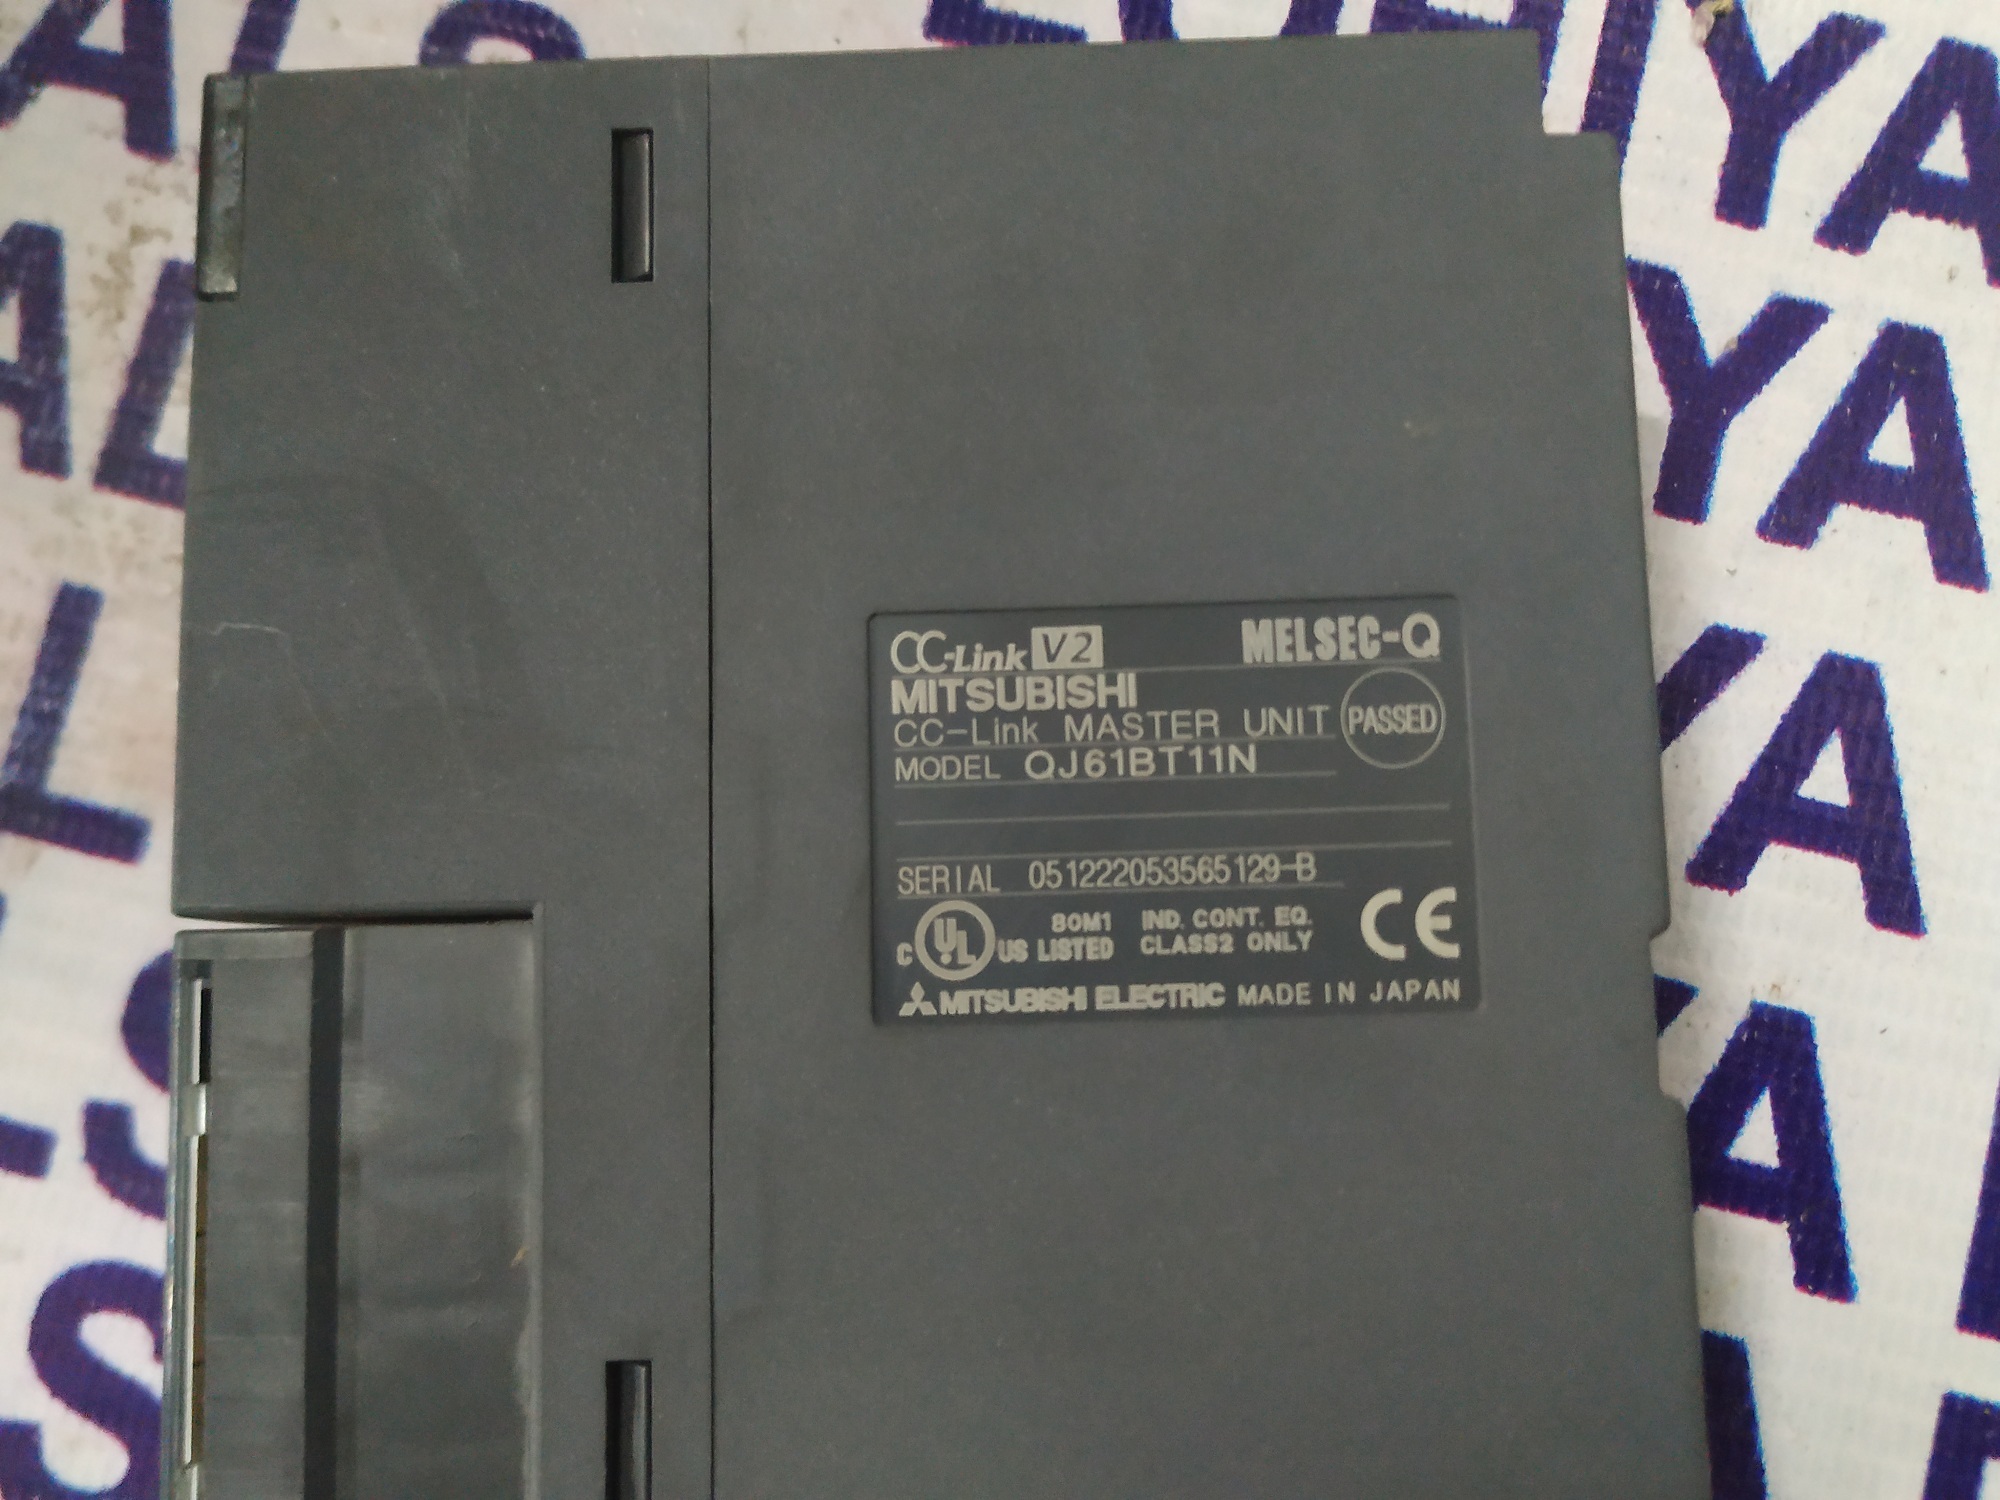 CC-Link V2 MELSEC-Q
MITSUBISHI
CC-Link MASTER UNIT PASSED
MODEL QJ61BT11N
SERIAL 051222053565129-B
C UL US LISTED 80M1 IND. CONT. EQ.
CLASS2 ONLY CE
MITSUBISHI ELECTRIC MADE IN JAPAN